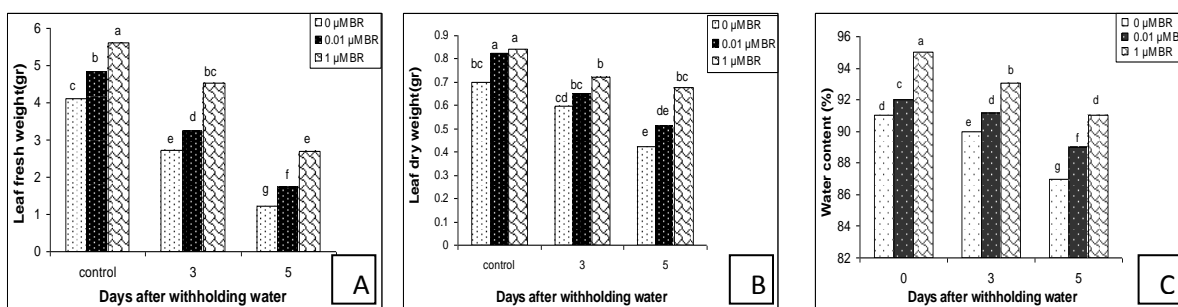 Leaf fresh weight(gr)
6
5
4
3
2
1
0
c
b
a
e
d
bc
g
f
e
0 µMBR
0.01 µMBR
1 µMBR
control
3
5
Days after withholding water
A
Leaf dry weight(gr)
0.9
0.8
0.7
0.6
0.5
0.4
0.3
0.2
0.1
0
bc
a
a
cd
bc
b
e
de
bc
0 µMBR
0.01 µMBR
1 µMBR
control
3
5
Days after withholding water
B
Water content (%)
96
94
92
90
88
86
84
82
d
c
a
e
d
b
g
f
d
0 µMBR
0.01 µMBR
1 µMBR
0
3
5
Days after withholding water
C